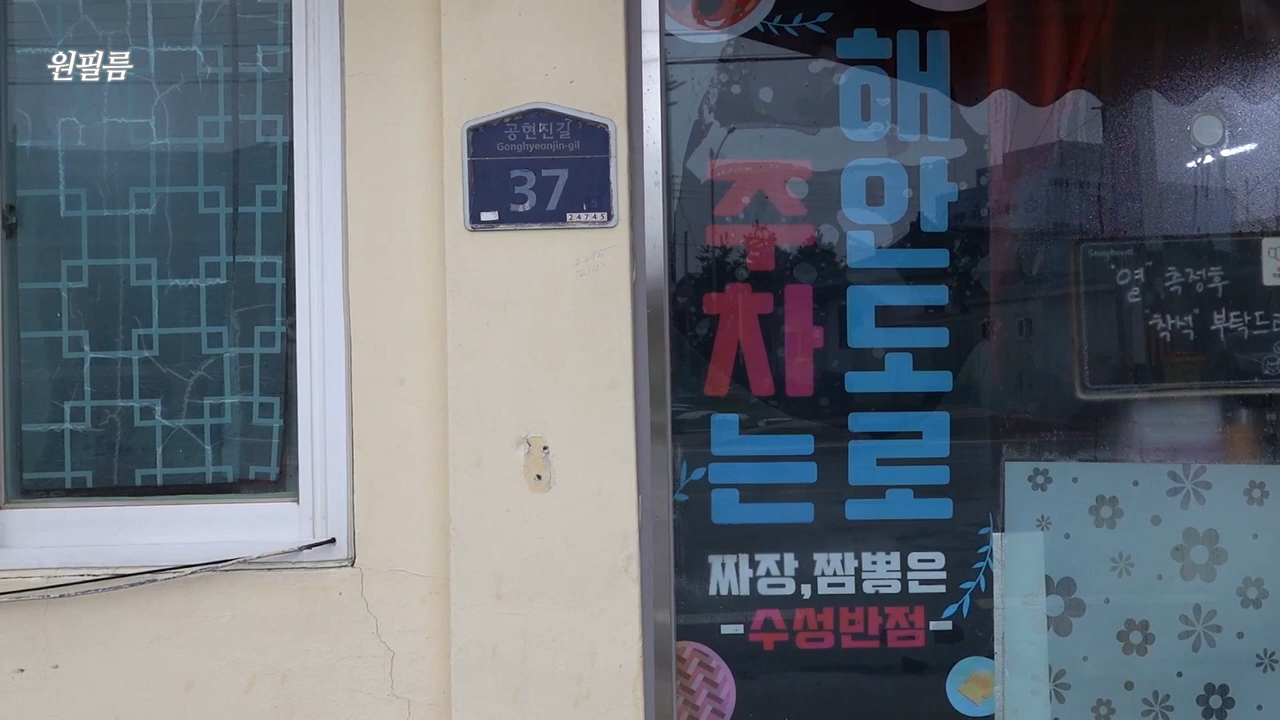 원필름
공현진길
Gonghyeonjin-gil
37
24745
해안도로
주차는
짜장,짬뽕은
-수성반점-
"열" 측정후
"착석" 부탁드리